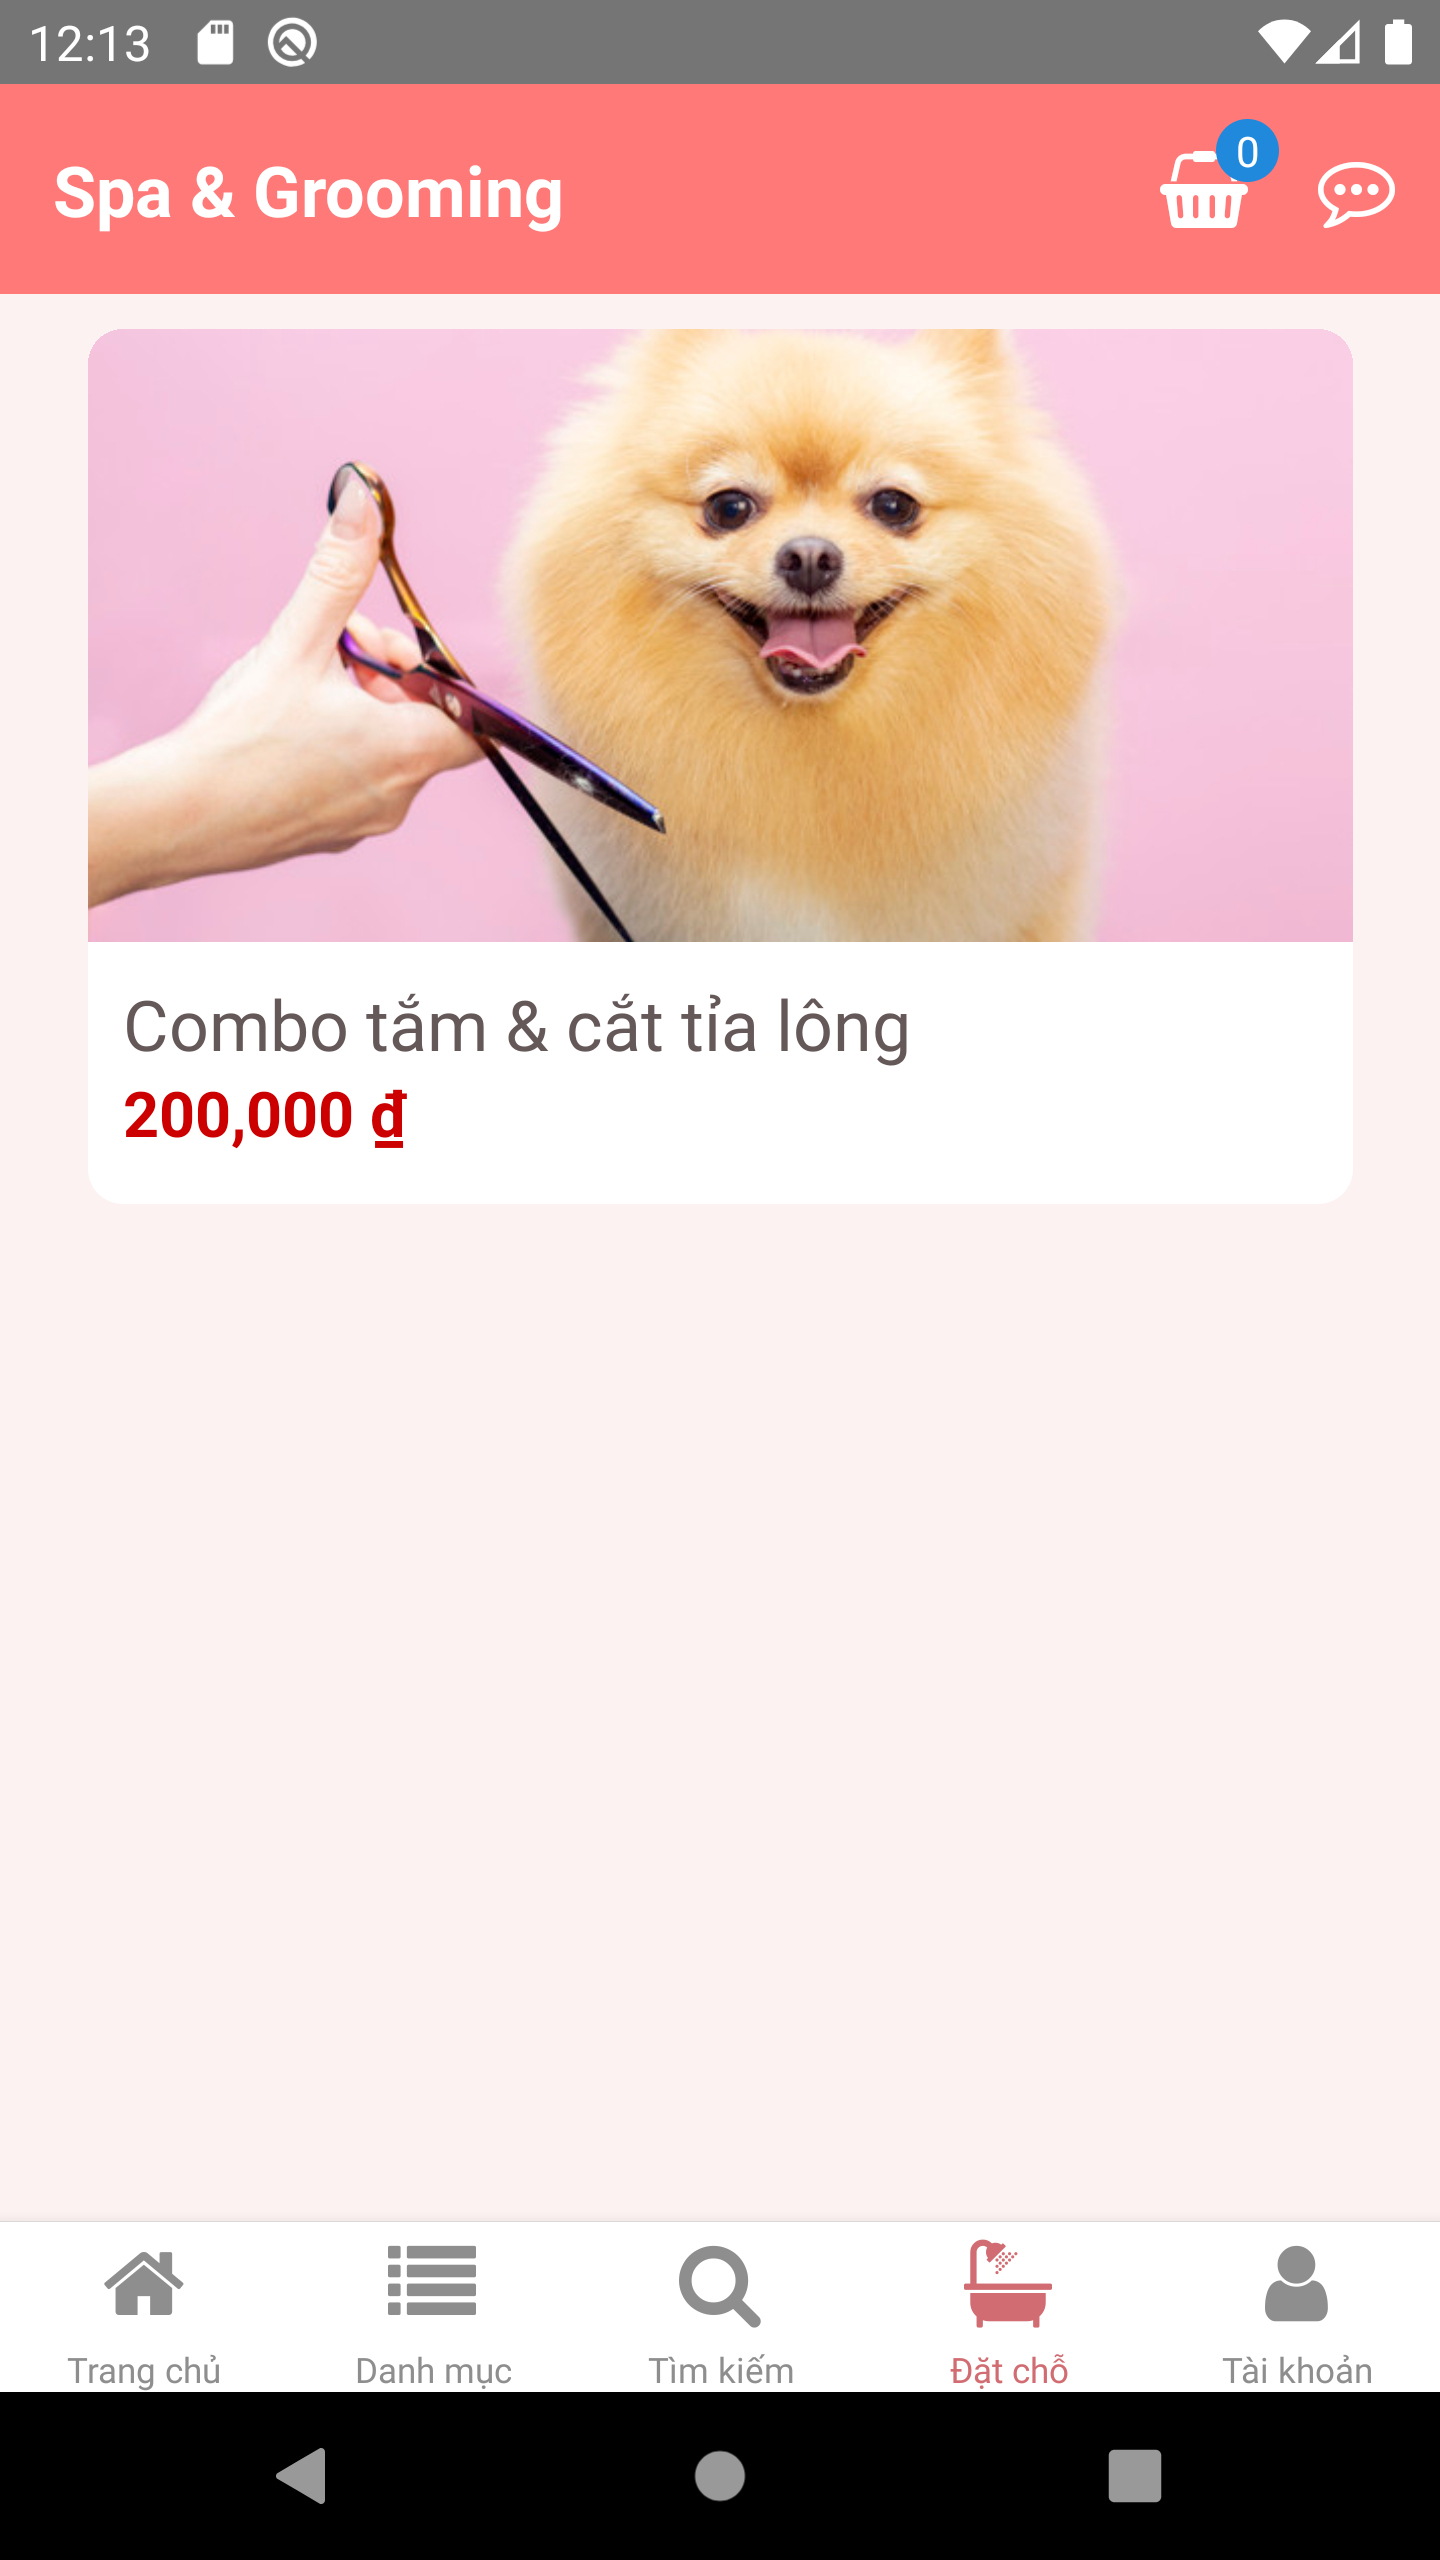 12:13
Spa & Grooming
0
Combo tắm & cắt tỉa lông
200,000 ₫
Trang chủ
Danh mục
Tìm kiếm
Đặt chỗ
Tài khoản